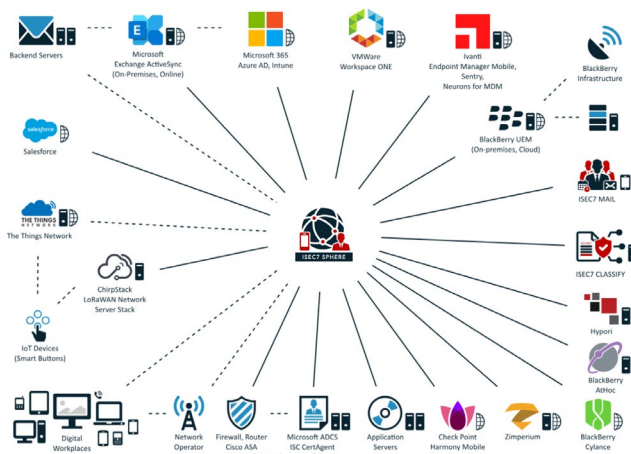 Backend Servers
Microsoft
Exchange ActiveSync
(On-Premises, Online)
Microsoft 365
Azure AD, Intune
VMWare
Workspace ONE
Ivanti
Endpoint Manager Mobile,
Sentry,
Neurons for MDM
BlackBerry
Infrastructure
BlackBerry UEM
(On-premises, Cloud)
salesforce
Salesforce
ISEC7 MAIL
THE THINGS
NETWORK
The Things Network
ISEC7 SPHERE
ISEC7 CLASSIFY
ChirpStack
LoRaWAN Network
Server Stack
Hypori
IoT Devices
(Smart Buttons)
BlackBerry
AtHoc
Digital
Workplaces
Network
Operator
Firewall, Router
Cisco ASA
Microsoft ADCS
ISC CertAgent
Application
Servers
Check Point
Harmony Mobile
Zimperium
BlackBerry
Cylance